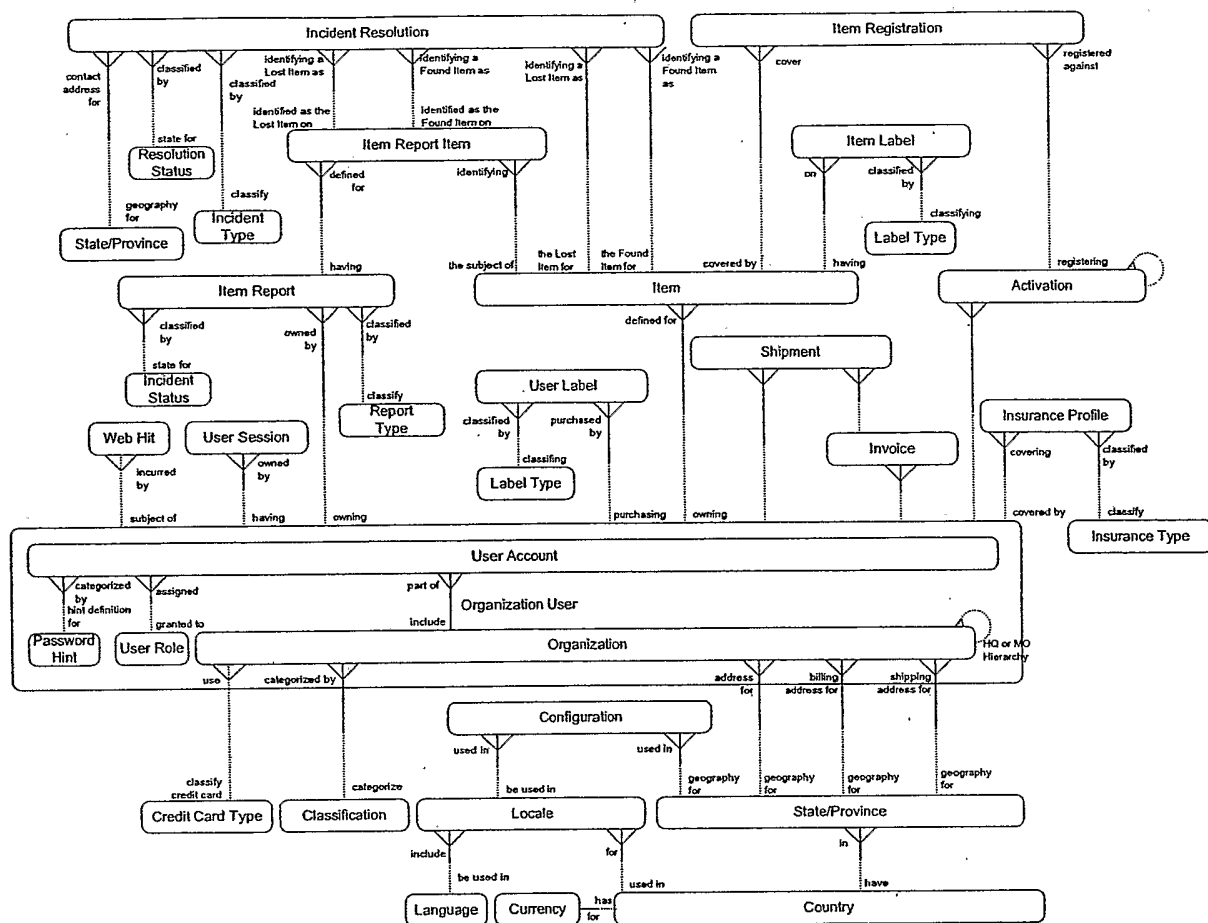 Incident Resolution
Item Registration
contact
address
for
classified
by
classified
by
identifying a
Lost Item as
identifying a
Found Item as
identifying a
Lost Item as
identifying a
Found Item
as
cover
registered
against
identified as the
Lost Item on
Identified as the
Found Item on
state for
Resolution
Status
Item Report Item
Item Label
defined
for
identifying
on
classified
by
geography
for
classify
Incident
Type
classifying
Label Type
State/Province
having
the subject of
the Lost
Item for
the Found
Item for
covered by
having
registering
Item Report
Item
Activation
classified
by
owned
by
classified
by
defined for
Shipment
state for
Incident
Status
classify
Report
Type
User Label
classified
by
purchased
by
Insurance Profile
Web Hit
User Session
Invoice
covering
classified
by
incurred
by
owned
by
classifing
Label Type
subject of
having
owning
purchasing
owning
covered by
classify
Insurance Type
User Account
categorized
by
assigned
part of
hint definition
for
Organization User
granted to
include
Password
Hint
User Role
Organization
HQ or MO
Hierarchy
use
categorized by
address
for
billing
address for
shipping
address for
Configuration
used in
used in
classify
credit card
categorize
be used in
geography
for
geography
for
geography
for
geography
for
Credit Card Type
Classification
Locale
State/Province
include
for
in
be used in
used in
have
Language
Currency
has
for
Country